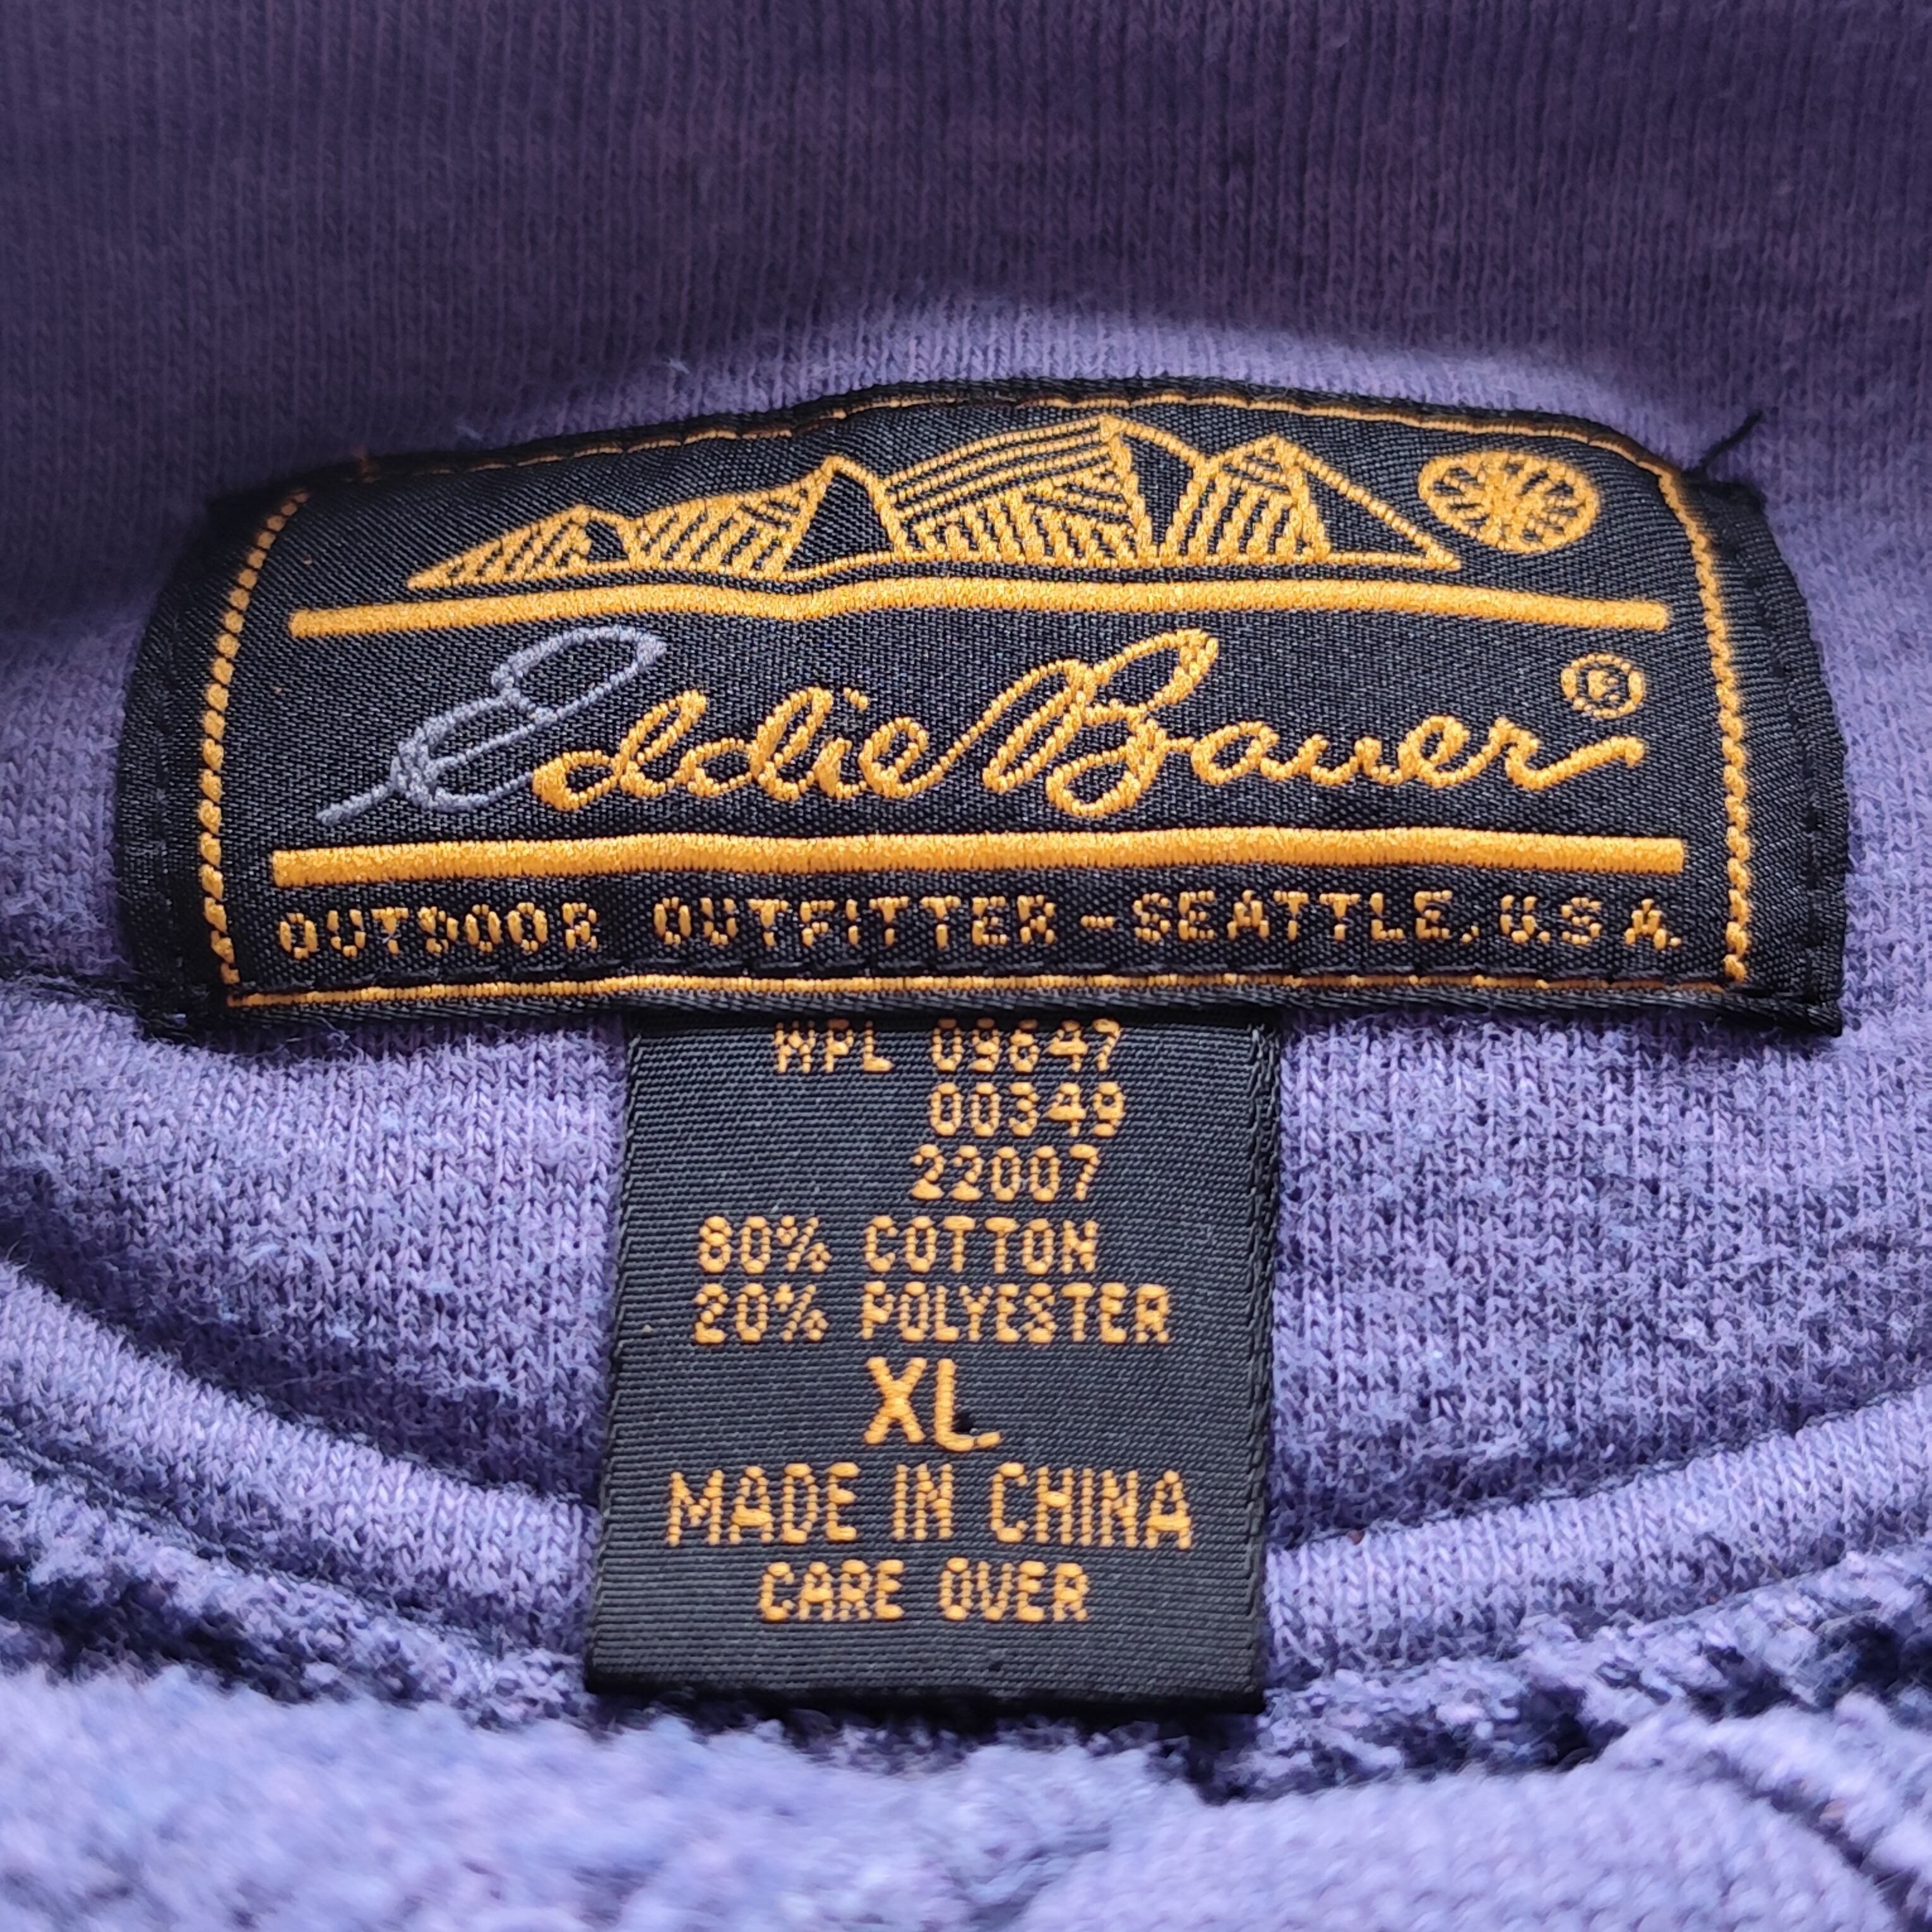 Eddie Bauer®
OUTDOOR OUTFITTER-SEATTLE, U.S.A.
WPL 09647
00349
22007
80% COTTON
20% POLYESTER
XL
MADE IN CHINA
CARE OVER